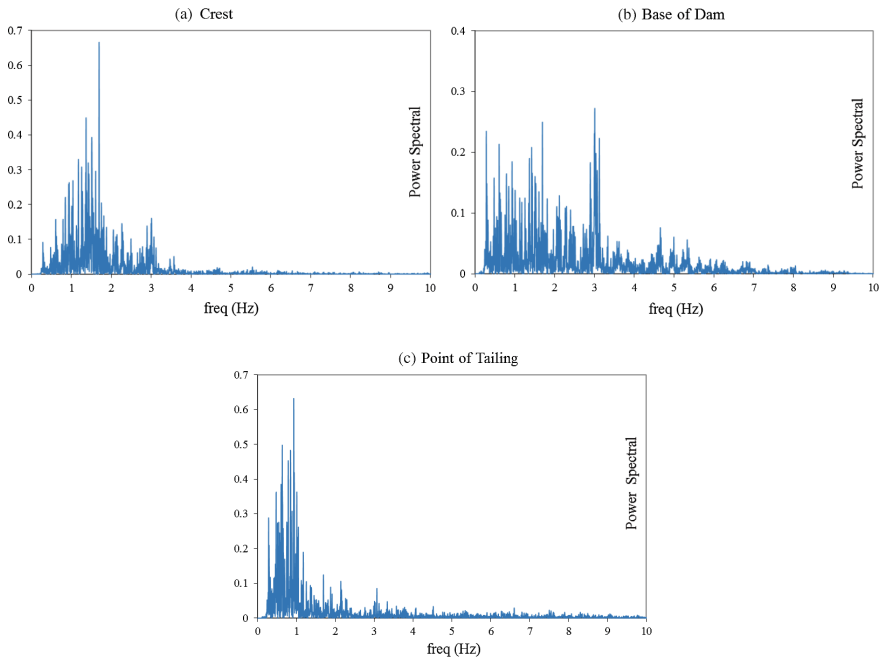 (a) Crest
0.7
0.6
0.5
0.4
0.3
0.2
0.1
0
0 1 2 3 4 5 6 7 8 9 10
freq (Hz)
Power Spectral
(b) Base of Dam
0.4
0.3
0.2
0.1
0
0 1 2 3 4 5 6 7 8 9 10
freq (Hz)
Power Spectral
(c) Point of Tailing
0.7
0.6
0.5
0.4
0.3
0.2
0.1
0
0 1 2 3 4 5 6 7 8 9 10
freq (Hz)
Power Spectral